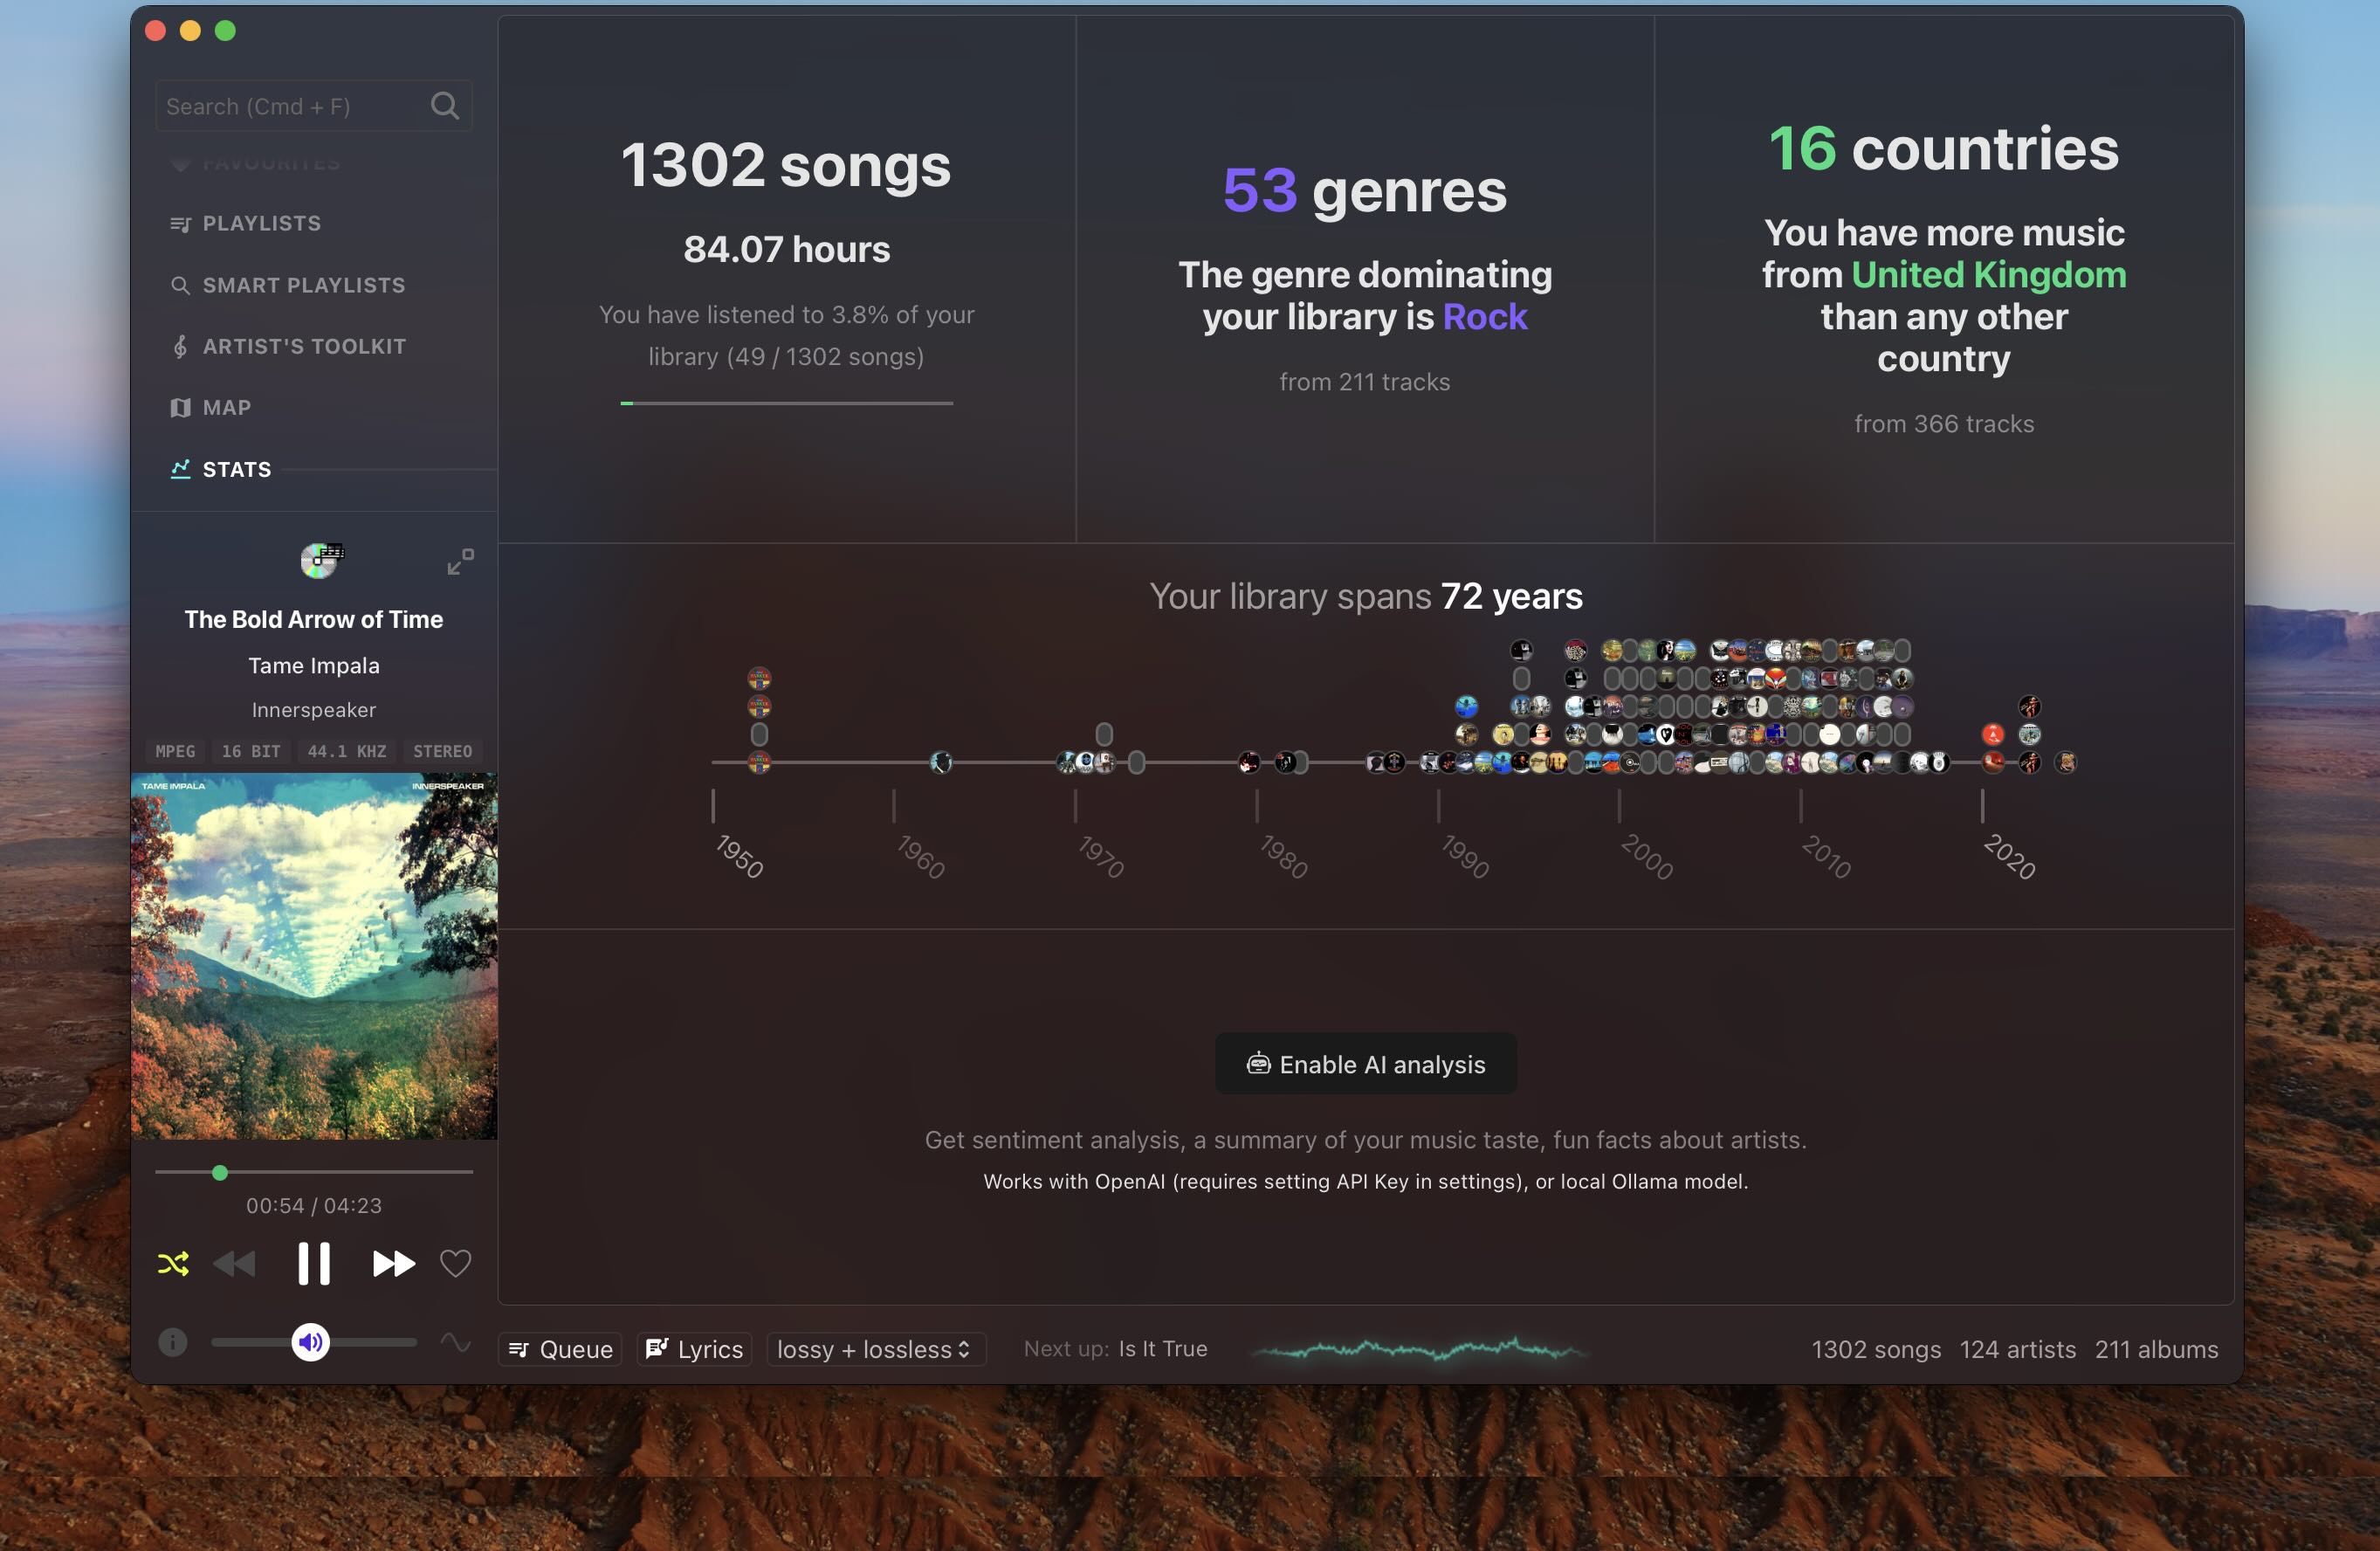 Search (Cmd + F)
FAVOURITES
PLAYLISTS
SMART PLAYLISTS
ARTIST'S TOOLKIT
MAP
STATS
The Bold Arrow of Time
Tame Impala
Innerspeaker
MPEG 16 BIT 44.1 KHZ STEREO
TAME IMPALA INNERSPEAKER
00:54 / 04:23
1302 songs
84.07 hours
You have listened to 3.8% of your
library (49 / 1302 songs)
53 genres
The genre dominating
your library is Rock
from 211 tracks
16 countries
You have more music
from United Kingdom
than any other
country
from 366 tracks
Your library spans 72 years
1950 1960 1970 1980 1990 2000 2010 2020
Enable AI analysis
Get sentiment analysis, a summary of your music taste, fun facts about artists.
Works with OpenAI (requires setting API Key in settings), or local Ollama model.
Queue Lyrics lossy + lossless Next up: Is It True 1302 songs 124 artists 211 albums